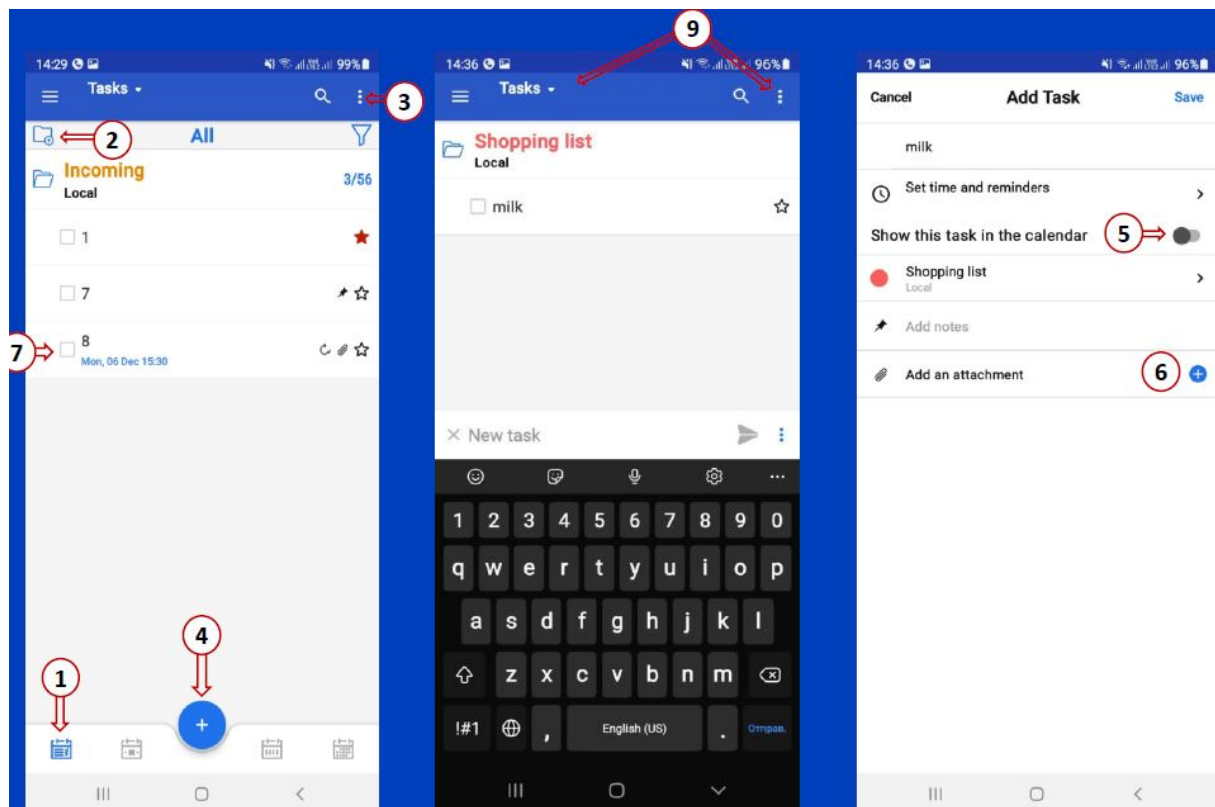 9
14:29
99%
Tasks
3
2
All
Incoming
Local
3/56
1
7
7
8
Mon, 06 Dec 15:30
4
1
14:36
96%
Tasks
Shopping list
Local
milk
New task
1 2 3 4 5 6 7 8 9 0
q w e r t y u i o p
a s d f g h j k l
z x c v b n m
!#1 , English (US) . Отправ.
14:36
96%
Cancel Add Task Save
milk
Set time and reminders
Show this task in the calendar
5
Shopping list
Local
Add notes
Add an attachment
6